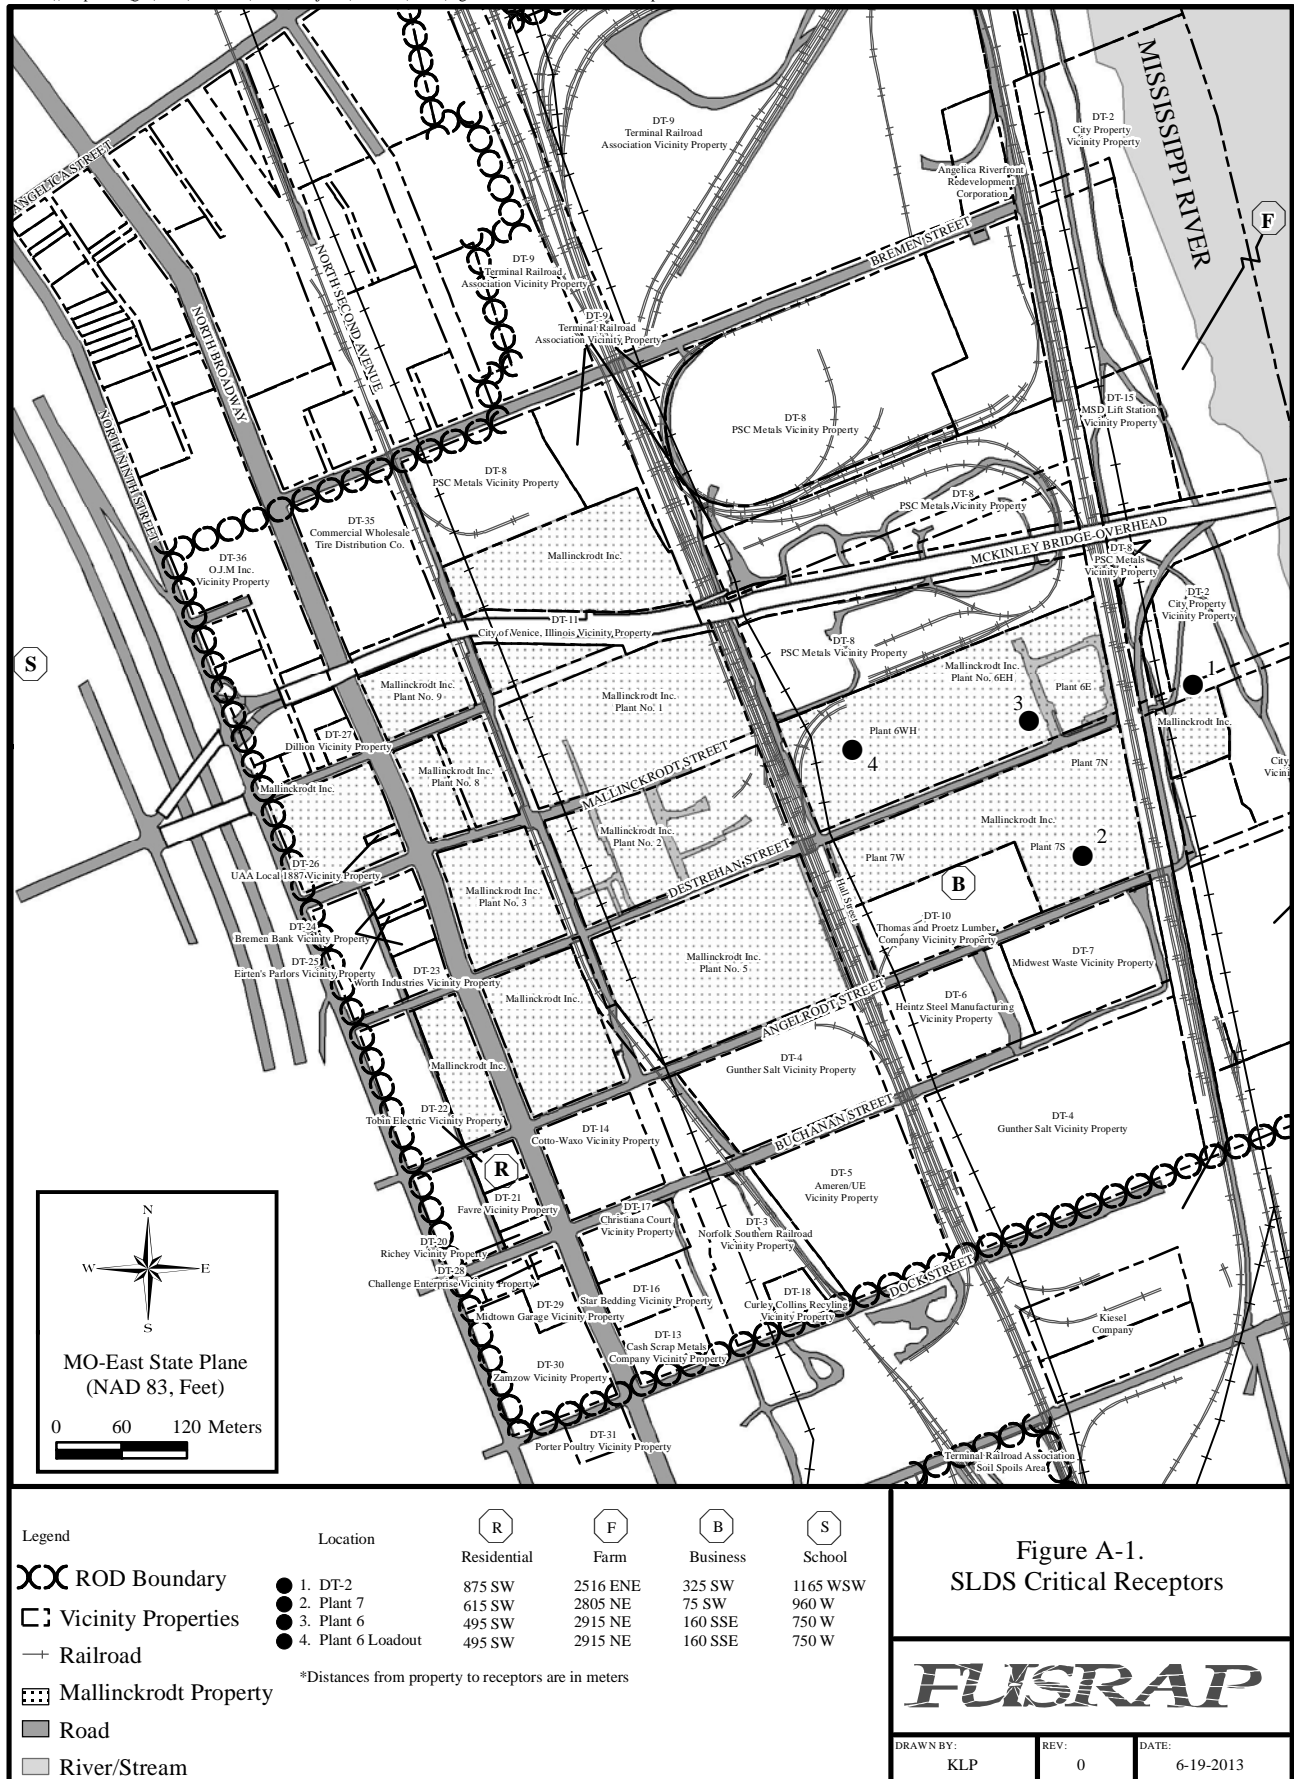 MISSISSIPPI RIVER
F
DT-9
Terminal Railroad
Association Vicinity Property
DT-2
City Property
Vicinity Property
Angelica Riverfront
Redevelopment
Corporation
ANGELICA STREET
BREMEN STREET
NORTH SECOND AVENUE
DT-9
Terminal Railroad
Association Vicinity Property
DT-9
Terminal Railroad
Association Vicinity Property
NORTH BROADWAY
NORTH NINTH STREET
DT-8
PSC Metals Vicinity Property
DT-15
MSD Lift Station
Vicinity Property
DT-8
PSC Metals Vicinity Property
DT-8
PSC Metals Vicinity Property
DT-35
Commercial Wholesale
Tire Distribution Co.
Mallinckrodt Inc.
MCKINLEY BRIDGE-OVERHEAD
DT-36
O.J.M Inc.
Vicinity Property
DT-8
PSC Metals
Vicinity Property
DT-2
City Property
Vicinity Property
DT-11
City of Venice, Illinois Vicinity Property
DT-8
PSC Metals Vicinity Property
S
Mallinckrodt Inc.
Plant No. 9
Mallinckrodt Inc.
Plant No. 1
Mallinckrodt Inc.
Plant No. 6EH
Plant 6E
1
3
Mallinckrodt Inc.
DT-27
Dillion Vicinity Property
Plant 6WH
4
MALLINCKRODT STREET
Mallinckrodt Inc.
Plant No. 8
Plant 7N
City
Vicini
Mallinckrodt Inc.
Mallinckrodt Inc.
Plant No. 2
Mallinckrodt Inc.
Plant 7S
2
DESTREHAN STREET
Plant 7W
DT-26
UAA Local 1887 Vicinity Property
Mallinckrodt Inc.
Plant No. 3
Hall Street
B
DT-10
Thomas and Proetz Lumber
Company Vicinity Property
DT-24
Bremen Bank Vicinity Property
DT-7
Midwest Waste Vicinity Property
DT-25
Eirten's Parlors Vicinity Property
DT-23
Worth Industries Vicinity Property
Mallinckrodt Inc.
Plant No. 5
Mallinckrodt Inc.
DT-6
Heintz Steel Manufacturing
Vicinity Property
ANGELRODT STREET
Mallinckrodt Inc.
DT-4
Gunther Salt Vicinity Property
DT-22
Tobin Electric Vicinity Property
DT-14
Cotto-Waxo Vicinity Property
BUCHANAN STREET
DT-4
Gunther Salt Vicinity Property
R
DT-5
Ameren/UE
Vicinity Property
DT-21
Favre Vicinity Property
DT-17
Christiana Court
Vicinity Property
DT-3
Norfolk Southern Railroad
Vicinity Property
DT-20
Richey Vicinity Property
DT-28
Challenge Enterprise Vicinity Property
DOCK STREET
DT-16
Star Bedding Vicinity Property
DT-18
Curley Collins Recyling
Vicinity Property
DT-29
Midtown Garage Vicinity Property
Kiesel
Company
DT-13
Cash Scrap Metals
Company Vicinity Property
DT-30
Zamzow Vicinity Property
DT-31
Porter Poultry Vicinity Property
Terminal Railroad Association
Soil Spoils Area
N
W E
S
MO-East State Plane
(NAD 83, Feet)
0 60 120 Meters
Legend
ROD Boundary
Vicinity Properties
Railroad
Mallinckrodt Property
Road
River/Stream
R F B S
Location Residential Farm Business School
1. DT-2 875 SW 2516 ENE 325 SW 1165 WSW
2. Plant 7 615 SW 2805 NE 75 SW 960 W
3. Plant 6 495 SW 2915 NE 160 SSE 750 W
4. Plant 6 Loadout 495 SW 2915 NE 160 SSE 750 W
*Distances from property to receptors are in meters
Figure A-1.
SLDS Critical Receptors
FUSRAP
DRAWN BY: REV: DATE:
KLP 0 6-19-2013